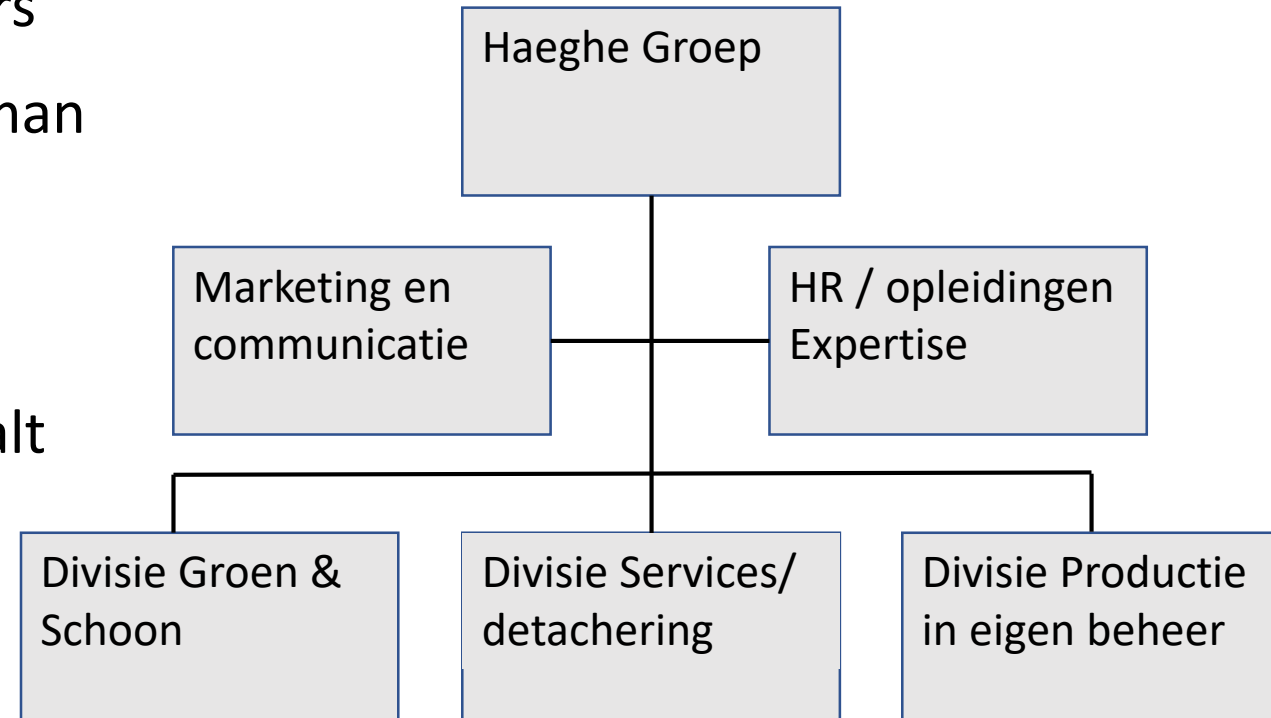 rs
Haeghe Groep
Marketing en
communicatie
HR / opleidingen
Expertise
alt
Divisie Groen &
Schoon
Divisie Services/
detachering
Divisie Productie
in eigen beheer